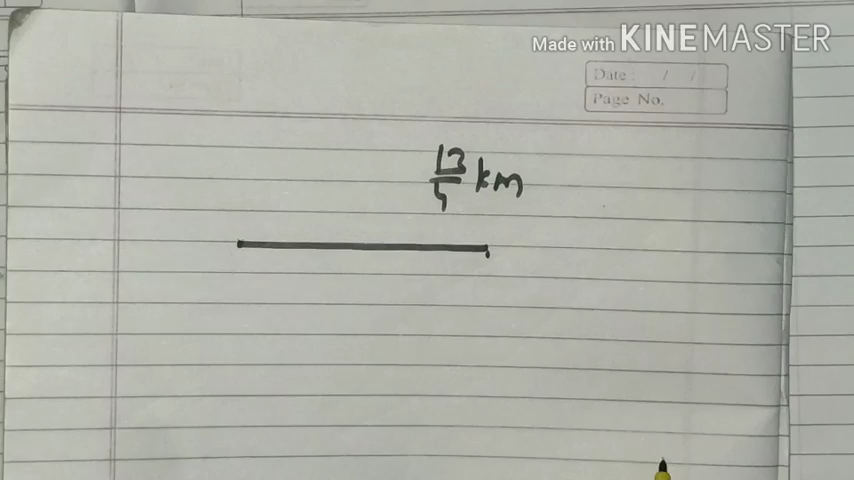 Made with KINEMASTER
Date : / /
Page No.
13/5 km